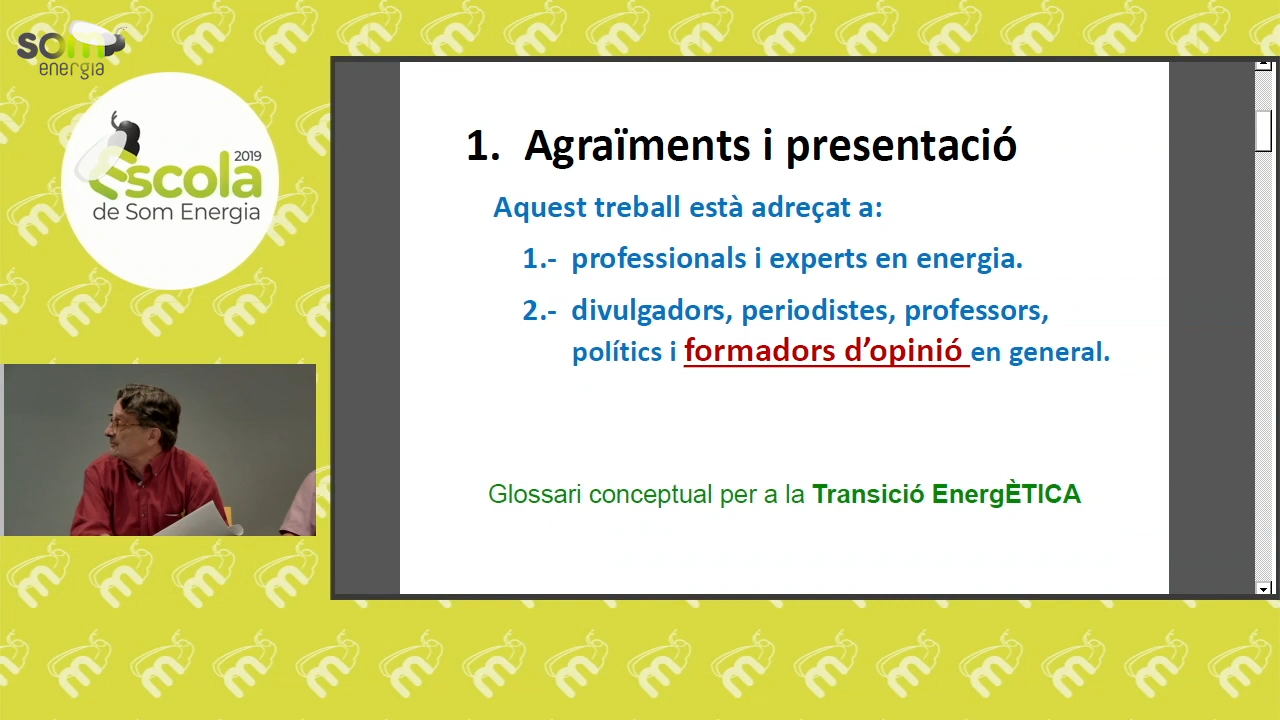 som
energia
2019
Escola
de Som Energia
1. Agraïments i presentació
Aquest treball està adreçat a:
1.- professionals i experts en energia.
2.- divulgadors, periodistes, professors,
polítics i formadors d’opinió en general.
Glossari conceptual per a la Transició EnergÈTICA